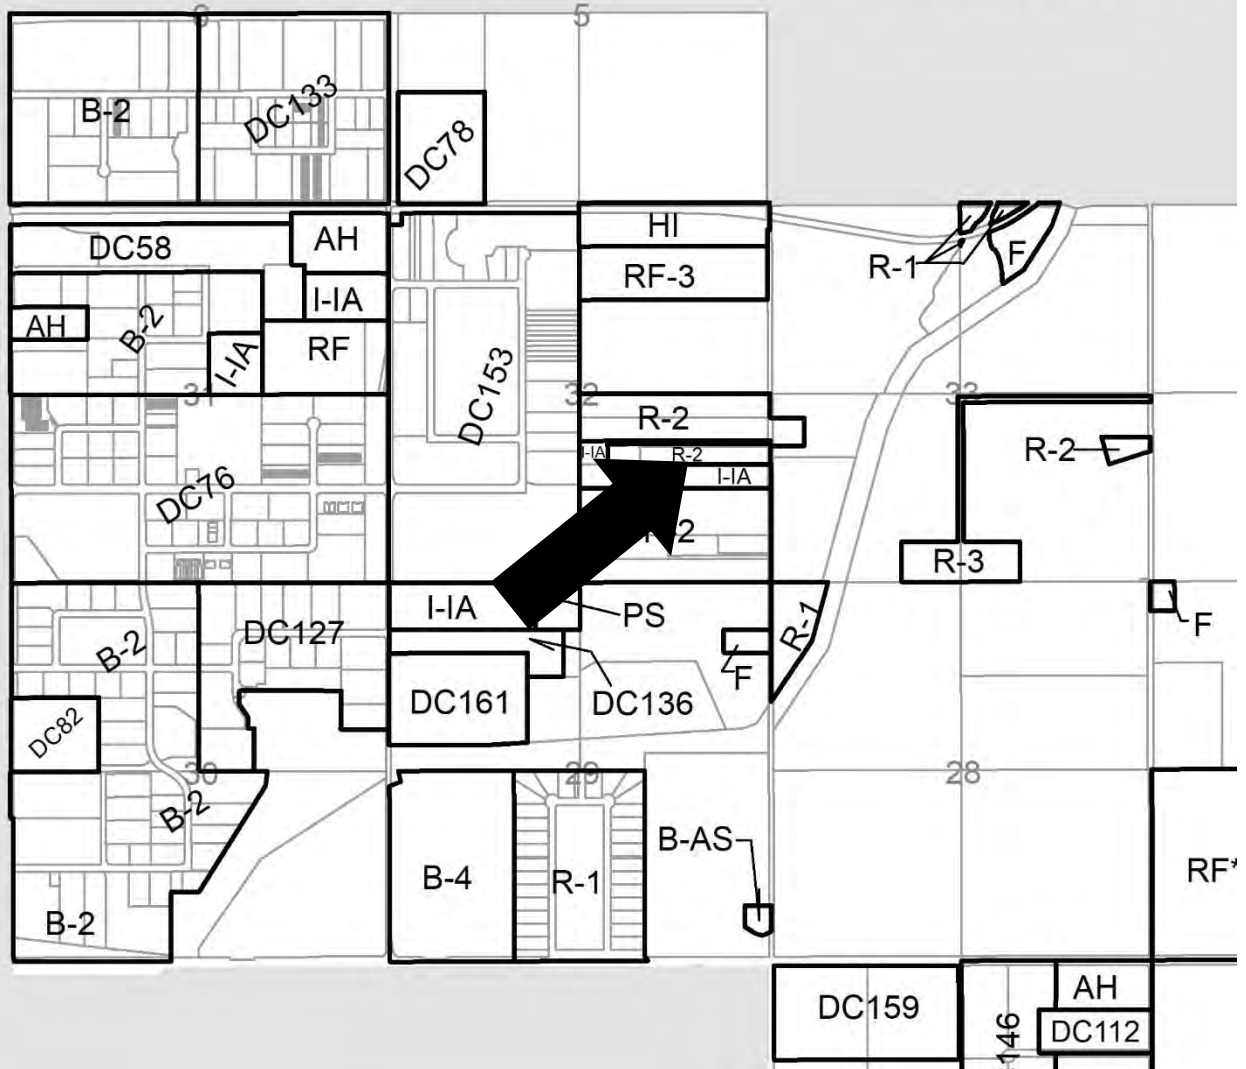 6
5
B-2
DC133
DC78
DC58
AH
HI
RF-3
R-1
F
I-IA
AH
B-2
I-IA
RF
DC153
31
32
33
R-2
I-IA
R-2
I-IA
R-2
DC76
R-3
I-IA
PS
R-1
F
B-2
DC127
F
DC161
DC136
DC82
30
29
28
B-2
B-AS
B-4
R-1
RF*
B-2
DC159
146
AH
DC112